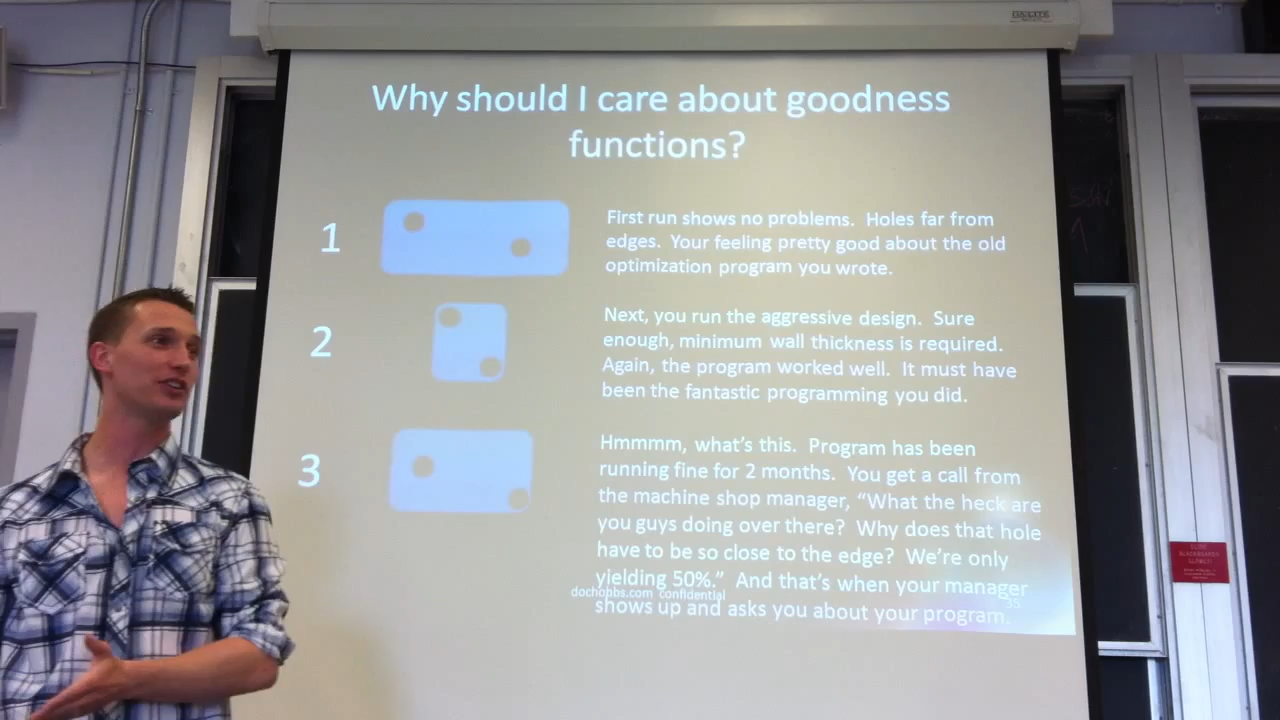 Why should I care about goodness
functions?
1
First run shows no problems. Holes far from
edges. Your feeling pretty good about the old
optimization program you wrote.
2
Next, you run the aggressive design. Sure
enough, minimum wall thickness is required.
Again, the program worked well. It must have
been the fantastic programming you did.
3
Hmmmm, what's this. Program has been
running fine for 2 months. You get a call from
the machine shop manager, "What the heck are
you guys doing over there? Why does that hole
have to be so close to the edge? We're only
yielding 50%." And that's when your manager
shows up and asks you about your program.
dochobbs.com confidential
35